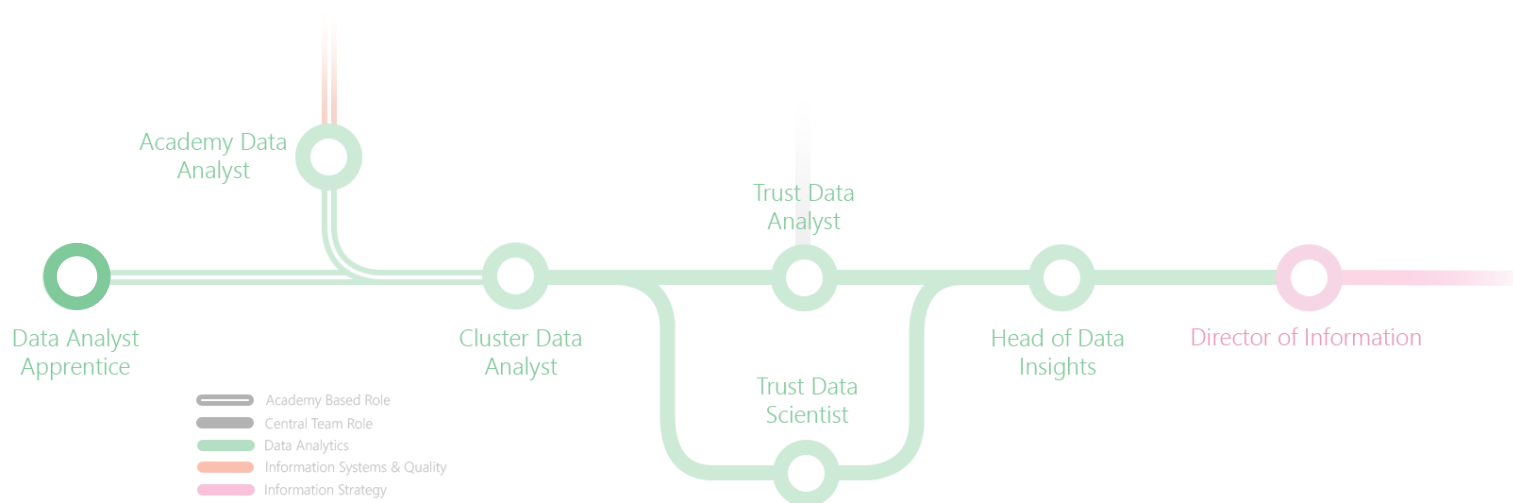 Academy Data
Analyst
Trust Data
Analyst
Data Analyst
Apprentice
Cluster Data
Analyst
Head of Data
Insights
Director of Information
Trust Data
Scientist
Academy Based Role
Central Team Role
Data Analytics
Information Systems & Quality
Information Strategy